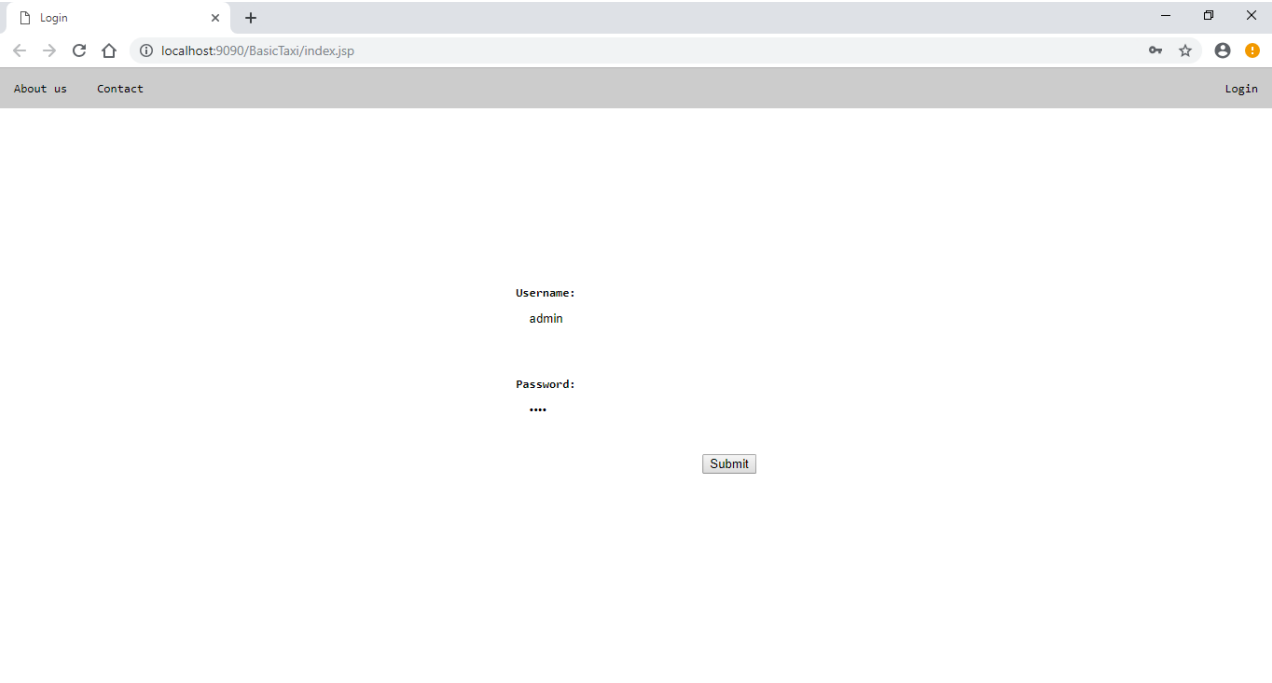 Login
localhost:9090/BasicTaxi/index.jsp
About us Contact Login
Username:
admin
Password:
••••
Submit